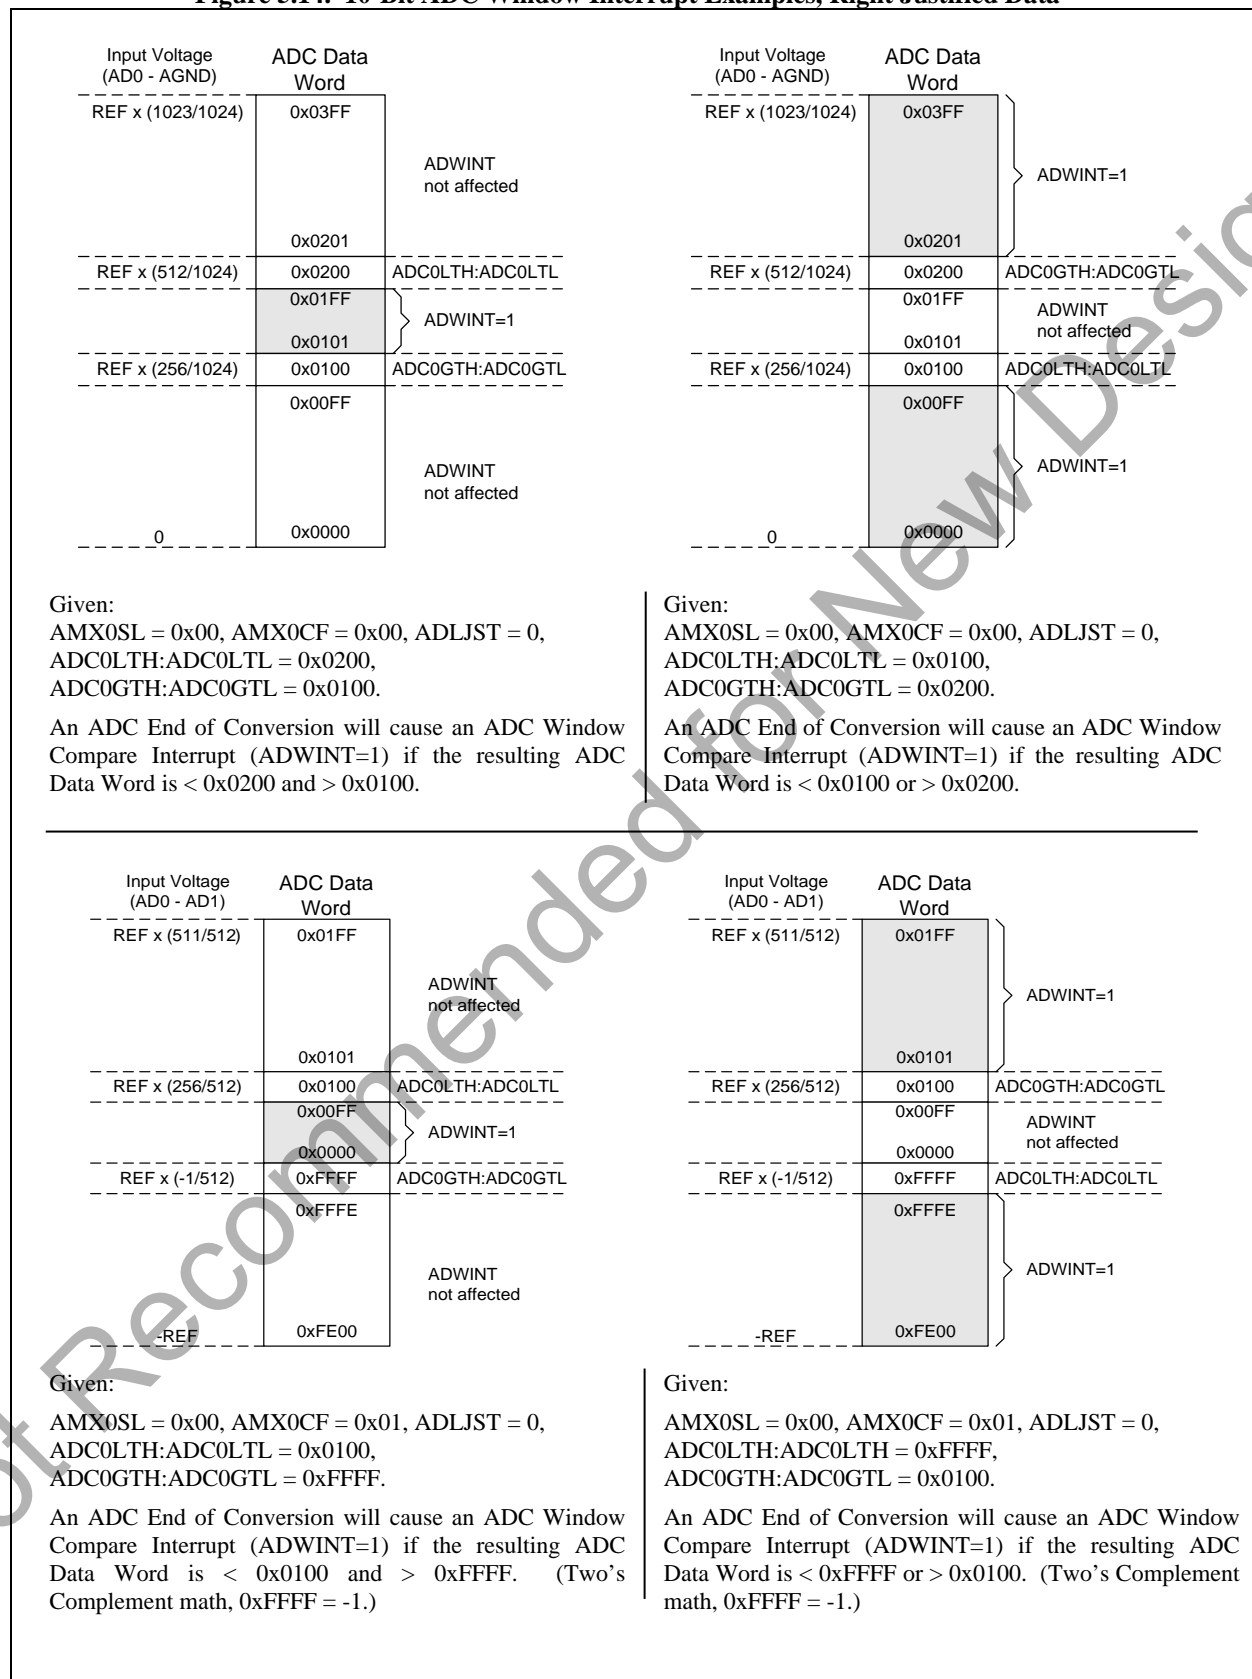 Figure 5.14. 10-Bit ADC Window Interrupt Examples, Right Justified Data
Input Voltage
(AD0 - AGND)
ADC Data
Word
REF x (1023/1024)
0x03FF
ADWINT
not affected
0x0201
REF x (512/1024)
0x0200
ADC0LTH:ADC0LTL
0x01FF
ADWINT=1
0x0101
REF x (256/1024)
0x0100
ADC0GTH:ADC0GTL
0x00FF
ADWINT
not affected
0
0x0000
Input Voltage
(AD0 - AGND)
ADC Data
Word
REF x (1023/1024)
0x03FF
ADWINT=1
0x0201
REF x (512/1024)
0x0200
ADC0GTH:ADC0GTL
0x01FF
ADWINT
not affected
0x0101
REF x (256/1024)
0x0100
ADC0LTH:ADC0LTL
0x00FF
ADWINT=1
0
0x0000
Given:
AMX0SL = 0x00, AMX0CF = 0x00, ADLJST = 0,
ADC0LTH:ADC0LTL = 0x0200,
ADC0GTH:ADC0GTL = 0x0100.
An ADC End of Conversion will cause an ADC Window
Compare Interrupt (ADWINT=1) if the resulting ADC
Data Word is < 0x0200 and > 0x0100.
Given:
AMX0SL = 0x00, AMX0CF = 0x00, ADLJST = 0,
ADC0LTH:ADC0LTL = 0x0100,
ADC0GTH:ADC0GTL = 0x0200.
An ADC End of Conversion will cause an ADC Window
Compare Interrupt (ADWINT=1) if the resulting ADC
Data Word is < 0x0100 or > 0x0200.
Input Voltage
(AD0 - AD1)
ADC Data
Word
REF x (511/512)
0x01FF
ADWINT
not affected
0x0101
REF x (256/512)
0x0100
ADC0LTH:ADC0LTL
0x00FF
ADWINT=1
0x0000
REF x (-1/512)
0xFFFF
ADC0GTH:ADC0GTL
0xFFFE
ADWINT
not affected
-REF
0xFE00
Input Voltage
(AD0 - AD1)
ADC Data
Word
REF x (511/512)
0x01FF
ADWINT=1
0x0101
REF x (256/512)
0x0100
ADC0GTH:ADC0GTL
0x00FF
ADWINT
not affected
0x0000
REF x (-1/512)
0xFFFF
ADC0LTH:ADC0LTL
0xFFFE
ADWINT=1
-REF
0xFE00
Given:
AMX0SL = 0x00, AMX0CF = 0x01, ADLJST = 0,
ADC0LTH:ADC0LTL = 0x0100,
ADC0GTH:ADC0GTL = 0xFFFF.
An ADC End of Conversion will cause an ADC Window
Compare Interrupt (ADWINT=1) if the resulting ADC
Data Word is < 0x0100 and > 0xFFFF. (Two's
Complement math, 0xFFFF = -1.)
Given:
AMX0SL = 0x00, AMX0CF = 0x01, ADLJST = 0,
ADC0LTH:ADC0LTH = 0xFFFF,
ADC0GTH:ADC0GTL = 0x0100.
An ADC End of Conversion will cause an ADC Window
Compare Interrupt (ADWINT=1) if the resulting ADC
Data Word is < 0xFFFF or > 0x0100. (Two's Complement
math, 0xFFFF = -1.)
Recommended for New